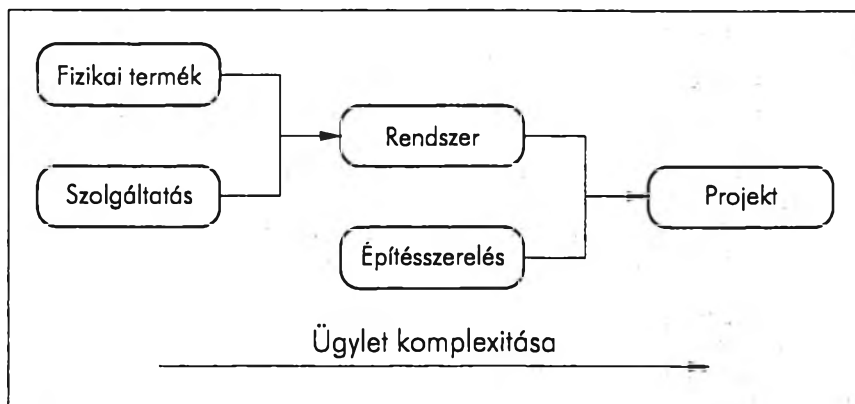 Fizikai termék
Szolgáltatás
Rendszer
Építésszerelés
Projekt
Ügylet komplexitása